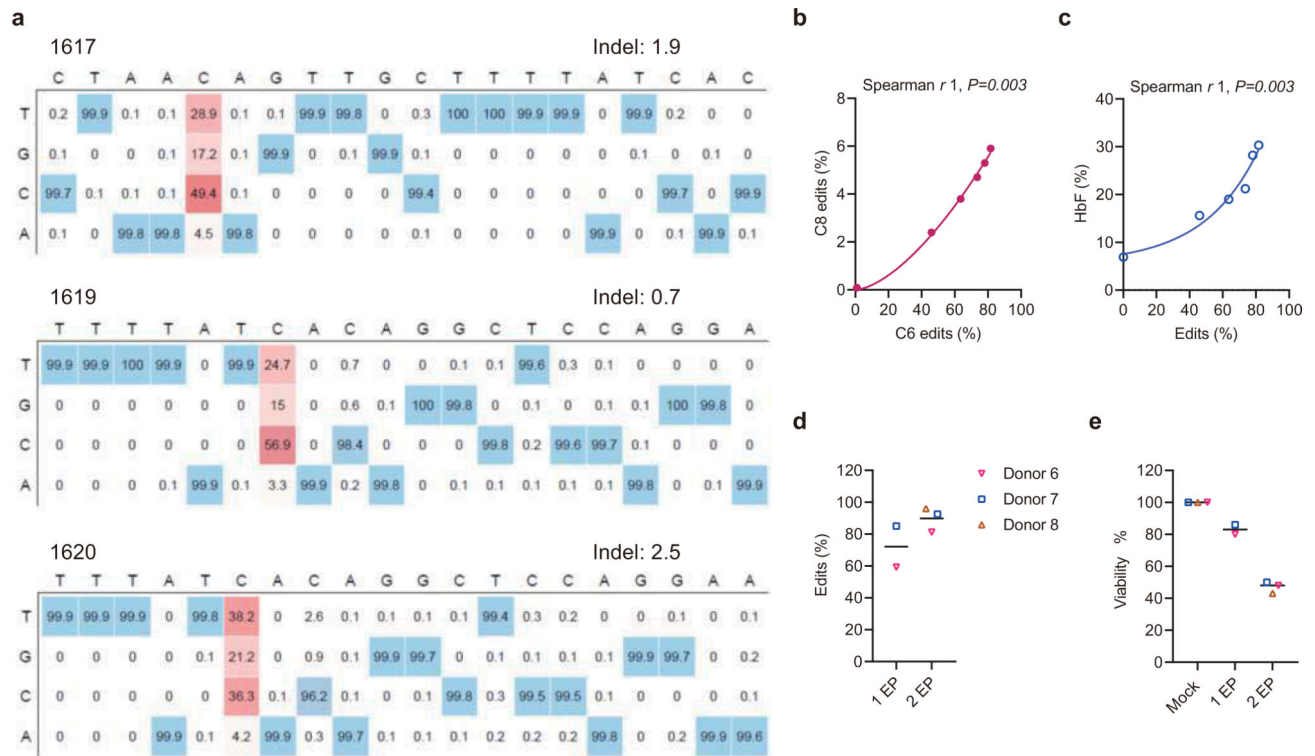 a
1617 Indel: 1.9
C T A A C A G T T G C T T T T A T C A C
T 0.2 99.9 0.1 0.1 28.9 0.1 0.1 99.9 99.8 0 0.3 100 100 99.9 99.9 0 99.9 0.2 0 0
G 0.1 0 0 0.1 17.2 0.1 99.9 0 0.1 99.9 0.1 0 0 0 0 0 0.1 0 0.1 0
C 99.7 0.1 0.1 0.1 49.4 0.1 0 0 0 0 99.4 0 0 0 0 0 0 99.7 0 99.9
A 0.1 0 99.8 99.8 4.5 99.8 0 0 0 0 0 0 0 0 0 99.9 0 0.1 99.9 0.1
1619 Indel: 0.7
T T T T A T C A C A G G C T C C A G G A
T 99.9 99.9 100 99.9 0 99.9 24.7 0 0.7 0 0 0.1 0.1 99.6 0.3 0.1 0 0 0 0
G 0 0 0 0 0 0 15 0 0.6 0.1 100 99.8 0 0.1 0 0.1 0.1 100 99.8 0
C 0 0 0 0 0 0 56.9 0 98.4 0 0 0 99.8 0.2 99.6 99.7 0.1 0 0 0
A 0 0 0 0.1 99.9 0.1 3.3 99.9 0.2 99.8 0 0.1 0.1 0.1 0.1 0.1 99.8 0 0.1 99.9
1620 Indel: 2.5
T T T A T C A C A G G C T C C A G G A A
T 99.9 99.9 99.9 0 99.8 38.2 0 2.6 0.1 0.1 0.1 0.1 99.4 0.3 0.2 0 0 0.1 0 0.1
G 0 0 0 0 0.1 21.2 0 0.9 0.1 99.9 99.7 0 0.1 0.1 0.1 0.1 99.9 99.7 0 0.2
C 0 0 0 0 0 36.3 0.1 96.2 0.1 0 0.1 99.8 0.3 99.5 99.5 0.1 0 0 0 0.1
A 0 0 0 99.9 0.1 4.2 99.9 0.3 99.7 0.1 0.1 0.1 0.2 0.2 0.2 99.8 0 0.1 99.9 99.6
b
Spearman r 1, P=0.003
C8 edits (%)
8
6
4
2
0
0 20 40 60 80 100
C6 edits (%)
c
Spearman r 1, P=0.003
HbF (%)
40
30
20
10
0
0 20 40 60 80 100
Edits (%)
d
Edits (%)
120
100
80
60
40
20
0
1 EP
2 EP
Donor 6
Donor 7
Donor 8
e
Viability %
120
100
80
60
40
20
0
Mock
1 EP
2 EP